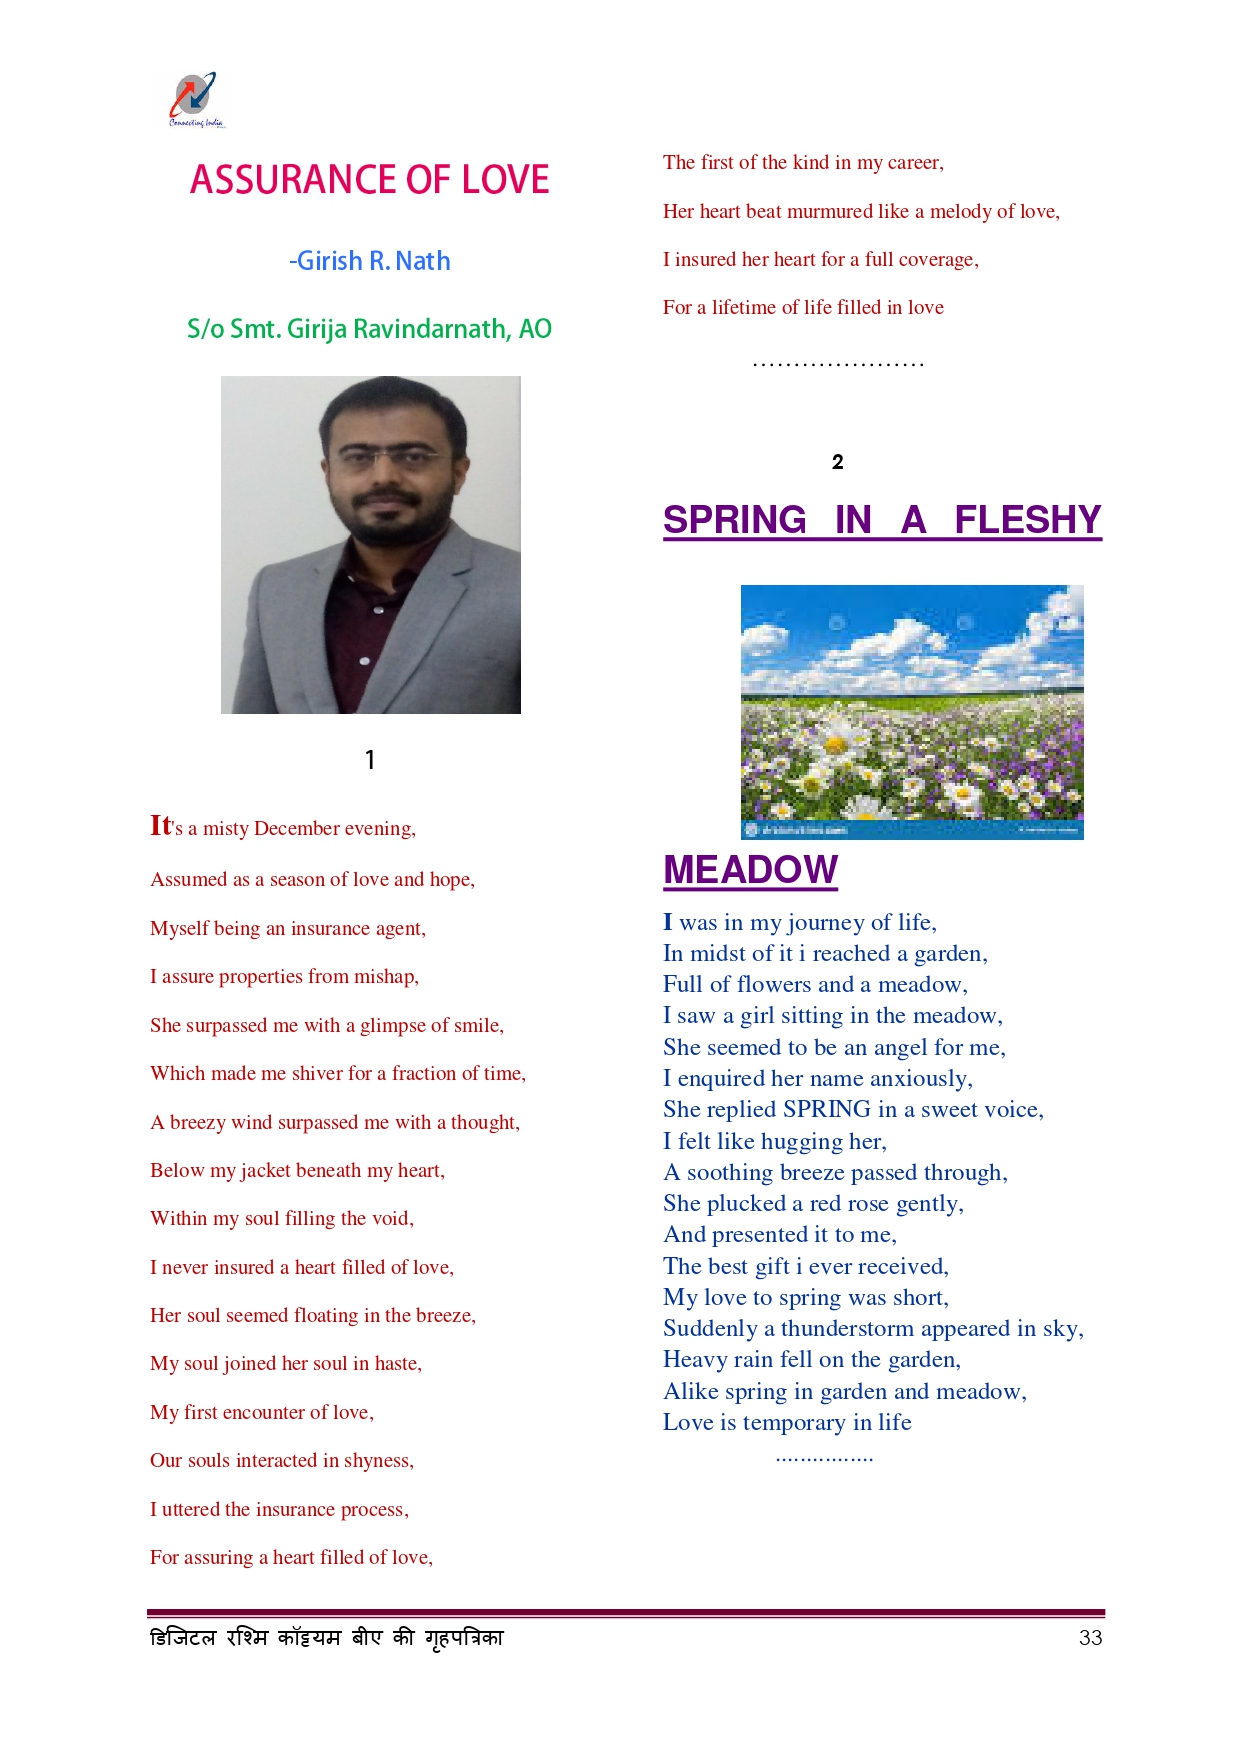 Connecting India
ASSURANCE OF LOVE
-Girish R. Nath
S/o Smt. Girija Ravindarnath, AO
1
It's a misty December evening,
Assumed as a season of love and hope,
Myself being an insurance agent,
I assure properties from mishap,
She surpassed me with a glimpse of smile,
Which made me shiver for a fraction of time,
A breezy wind surpassed me with a thought,
Below my jacket beneath my heart,
Within my soul filling the void,
I never insured a heart filled of love,
Her soul seemed floating in the breeze,
My soul joined her soul in haste,
My first encounter of love,
Our souls interacted in shyness,
I uttered the insurance process,
For assuring a heart filled of love,
The first of the kind in my career,
Her heart beat murmured like a melody of love,
I insured her heart for a full coverage,
For a lifetime of life filled in love
.....................
2
SPRING IN A FLESHY
MEADOW
I was in my journey of life,
In midst of it i reached a garden,
Full of flowers and a meadow,
I saw a girl sitting in the meadow,
She seemed to be an angel for me,
I enquired her name anxiously,
She replied SPRING in a sweet voice,
I felt like hugging her,
A soothing breeze passed through,
She plucked a red rose gently,
And presented it to me,
The best gift i ever received,
My love to spring was short,
Suddenly a thunderstorm appeared in sky,
Heavy rain fell on the garden,
Alike spring in garden and meadow,
Love is temporary in life
................
डिजिटल रश्मि कॉट्टयम बीए की गृहपत्रिका
33